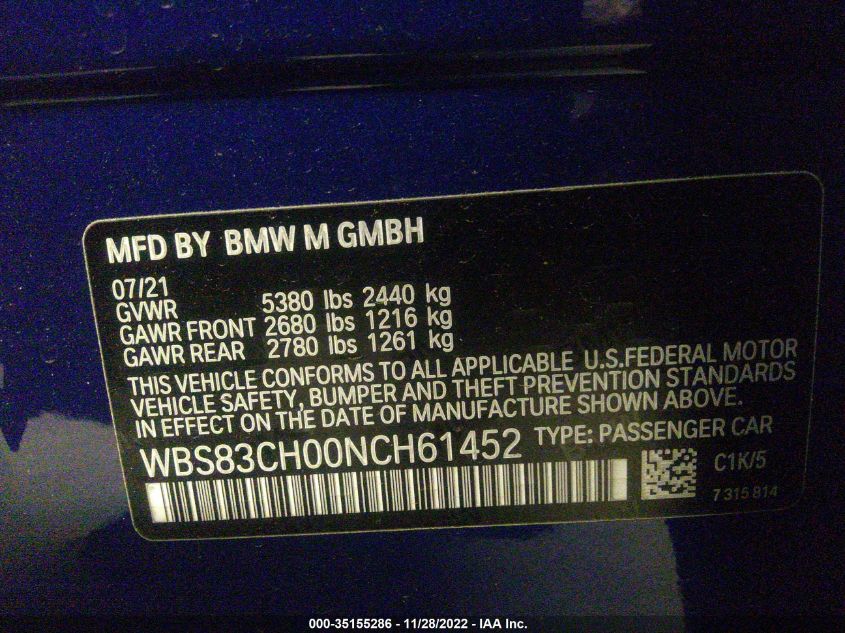 MFD BY BMW M GMBH
07/21
GVWR 5380 lbs 2440 kg
GAWR FRONT 2680 lbs 1216 kg
GAWR REAR 2780 lbs 1261 kg
THIS VEHICLE CONFORMS TO ALL APPLICABLE U.S.FEDERAL MOTOR
VEHICLE SAFETY, BUMPER AND THEFT PREVENTION STANDARDS
IN EFFECT ON THE DATE OF MANUFACTURE SHOWN ABOVE.
WBS83CH00NCH61452 TYPE: PASSENGER CAR
C1K/5
7 315 814
000-35155286 - 11/28/2022 - IAA Inc.